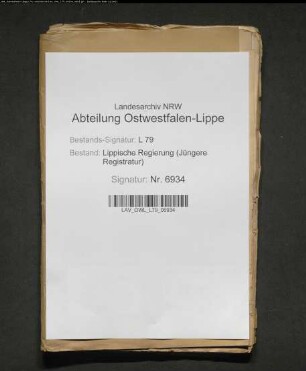 Landesarchiv NRW
Abteilung Ostwestfalen-Lippe
Bestands-Signatur: L 79
Bestand: Lippische Regierung (Jüngere
Registratur)
Signatur: Nr. 6934
LAV_OWL_L79_06934